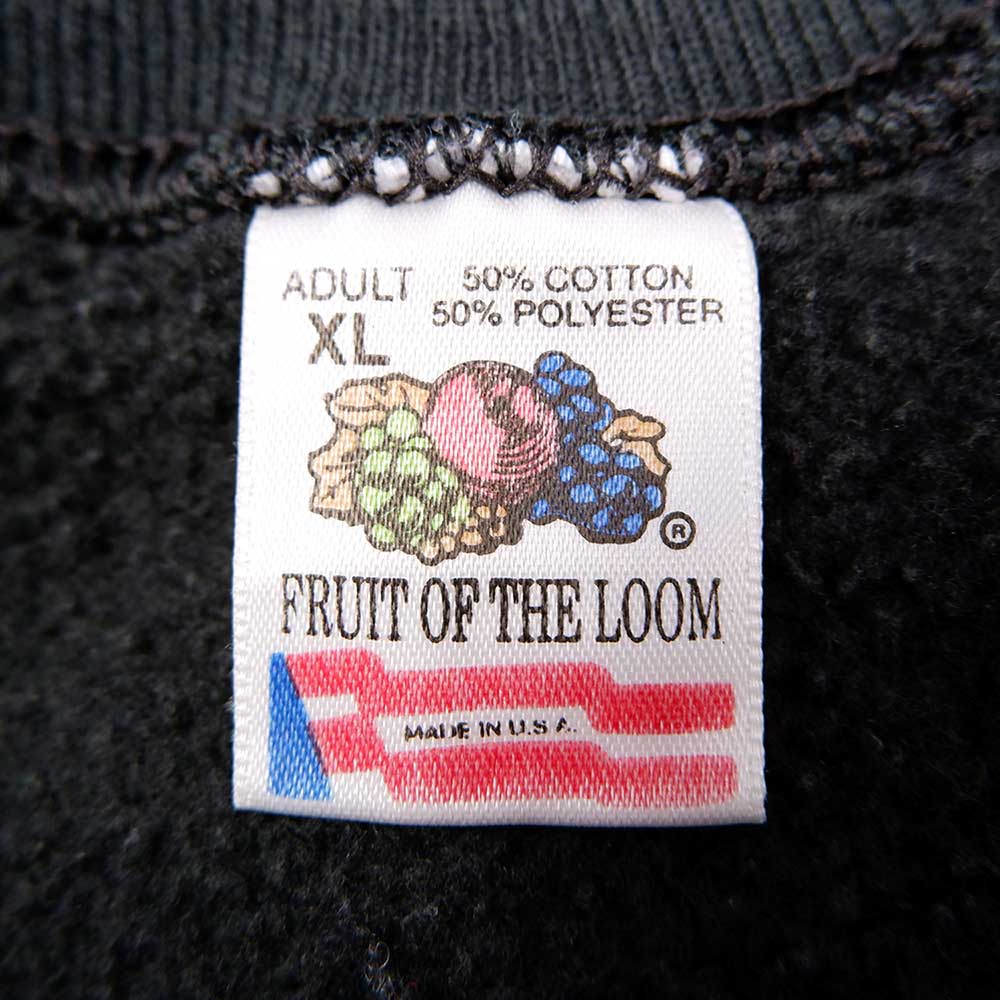 ADULT
XL
50% COTTON
50% POLYESTER
®
FRUIT OF THE LOOM
MADE IN U.S.A.